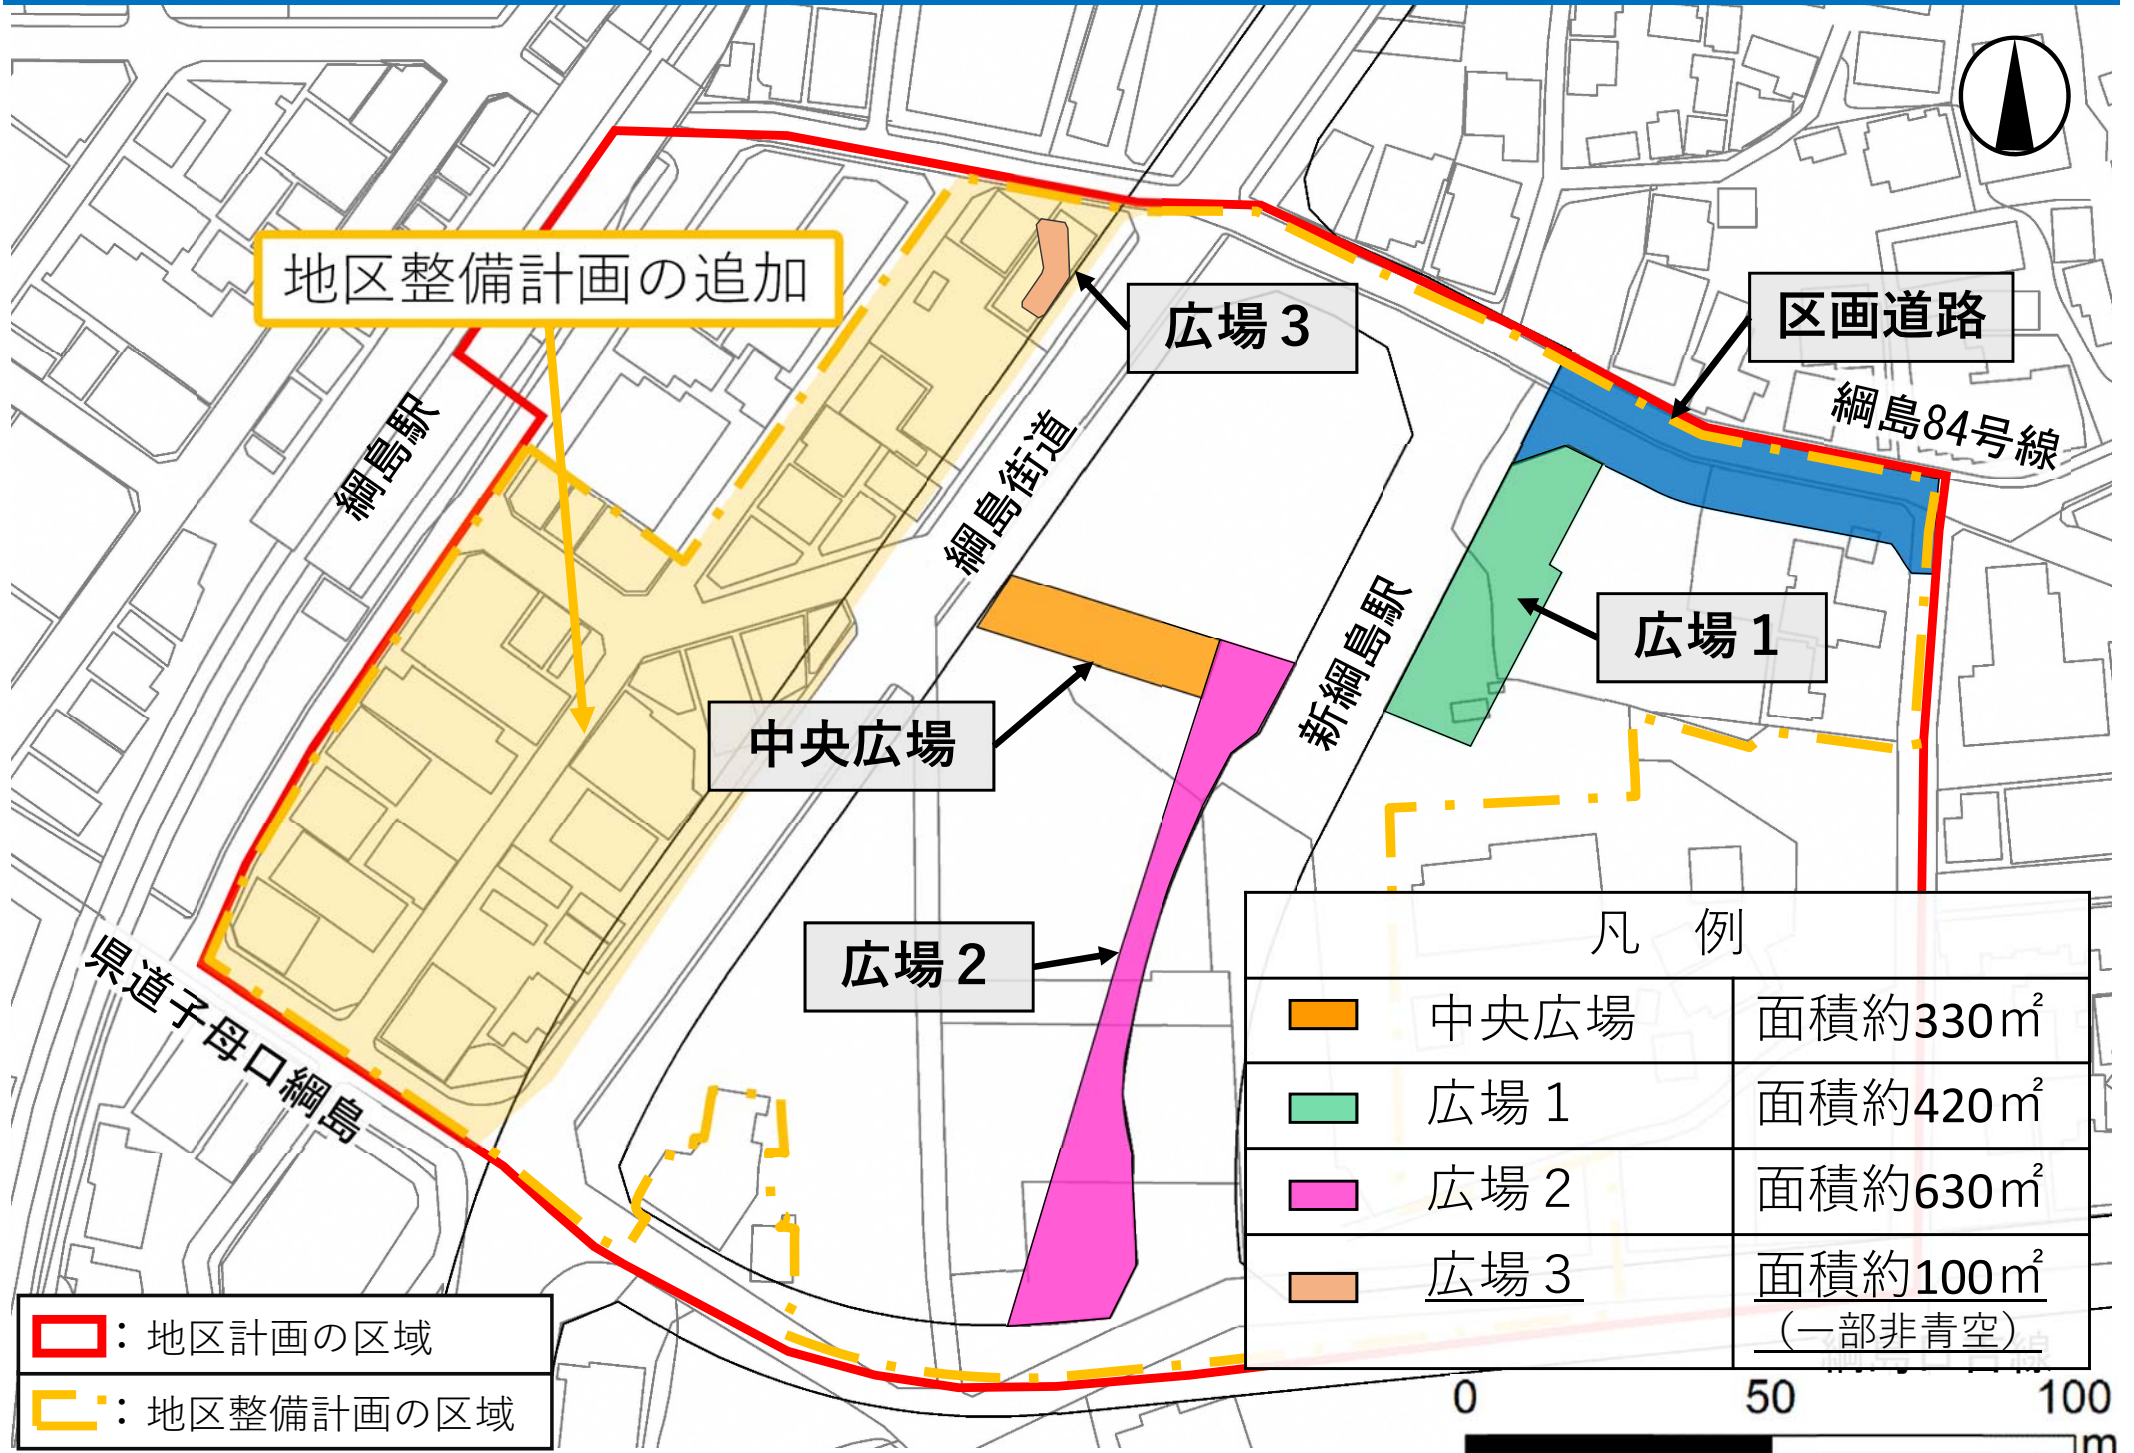 地区整備計画の追加
広場3
区画道路
綱島84号線
綱島駅
綱島街道
新綱島駅
広場1
中央広場
広場2
県道子母口綱島
凡 例
中央広場 面積約330㎡
広場1 面積約420㎡
広場2 面積約630㎡
広場3 面積約100㎡
（一部非青空）
綱島日吉線
：地区計画の区域
：地区整備計画の区域
0 50 100
m